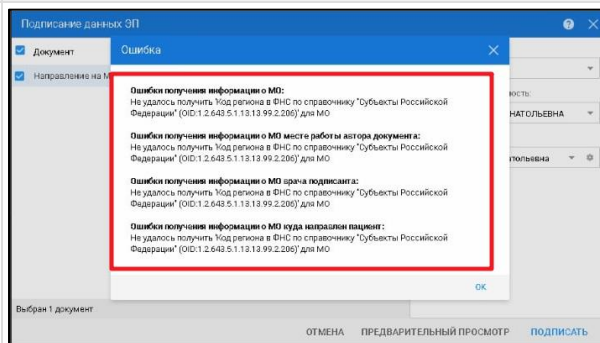 Подписание данных ЭП
Документ
Ошибка
Направление на М
Ошибки получения информации о МО:
Не удалось получить 'Код региона в ФНС по справочнику "Субъекты Российской
Федерации" (OID:1.2.643.5.1.13.13.99.2.206)' для МО
Ошибки получения информации о МО месте работы автора документа:
Не удалось получить 'Код региона в ФНС по справочнику "Субъекты Российской
Федерации" (OID:1.2.643.5.1.13.13.99.2.206)' для МО
Ошибки получения информации о МО врача подписанта:
Не удалось получить 'Код региона в ФНС по справочнику "Субъекты Российской
Федерации" (OID:1.2.643.5.1.13.13.99.2.206)' для МО
Ошибки получения информации о МО куда направлен пациент:
Не удалось получить 'Код региона в ФНС по справочнику "Субъекты Российской
Федерации" (OID:1.2.643.5.1.13.13.99.2.206)' для МО
ОК
ность:
НАТОЛЬЕВНА
тольевна
Выбран 1 документ
ОТМЕНА ПРЕДВАРИТЕЛЬНЫЙ ПРОСМОТР ПОДПИСАТЬ